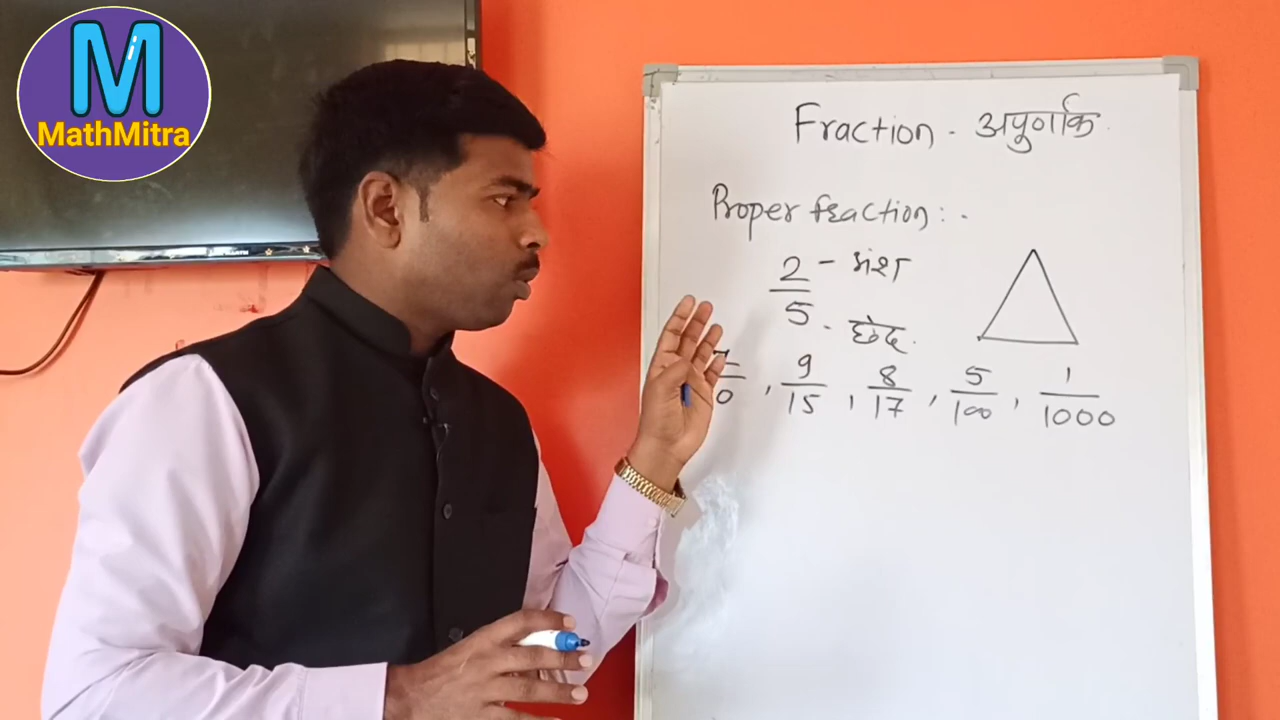 M
MathMitra
Fraction - अपुर्णांक
Proper fraction :-
2 - अंश
5 - छेद
9/15, 8/17, 5/100, 1/1000